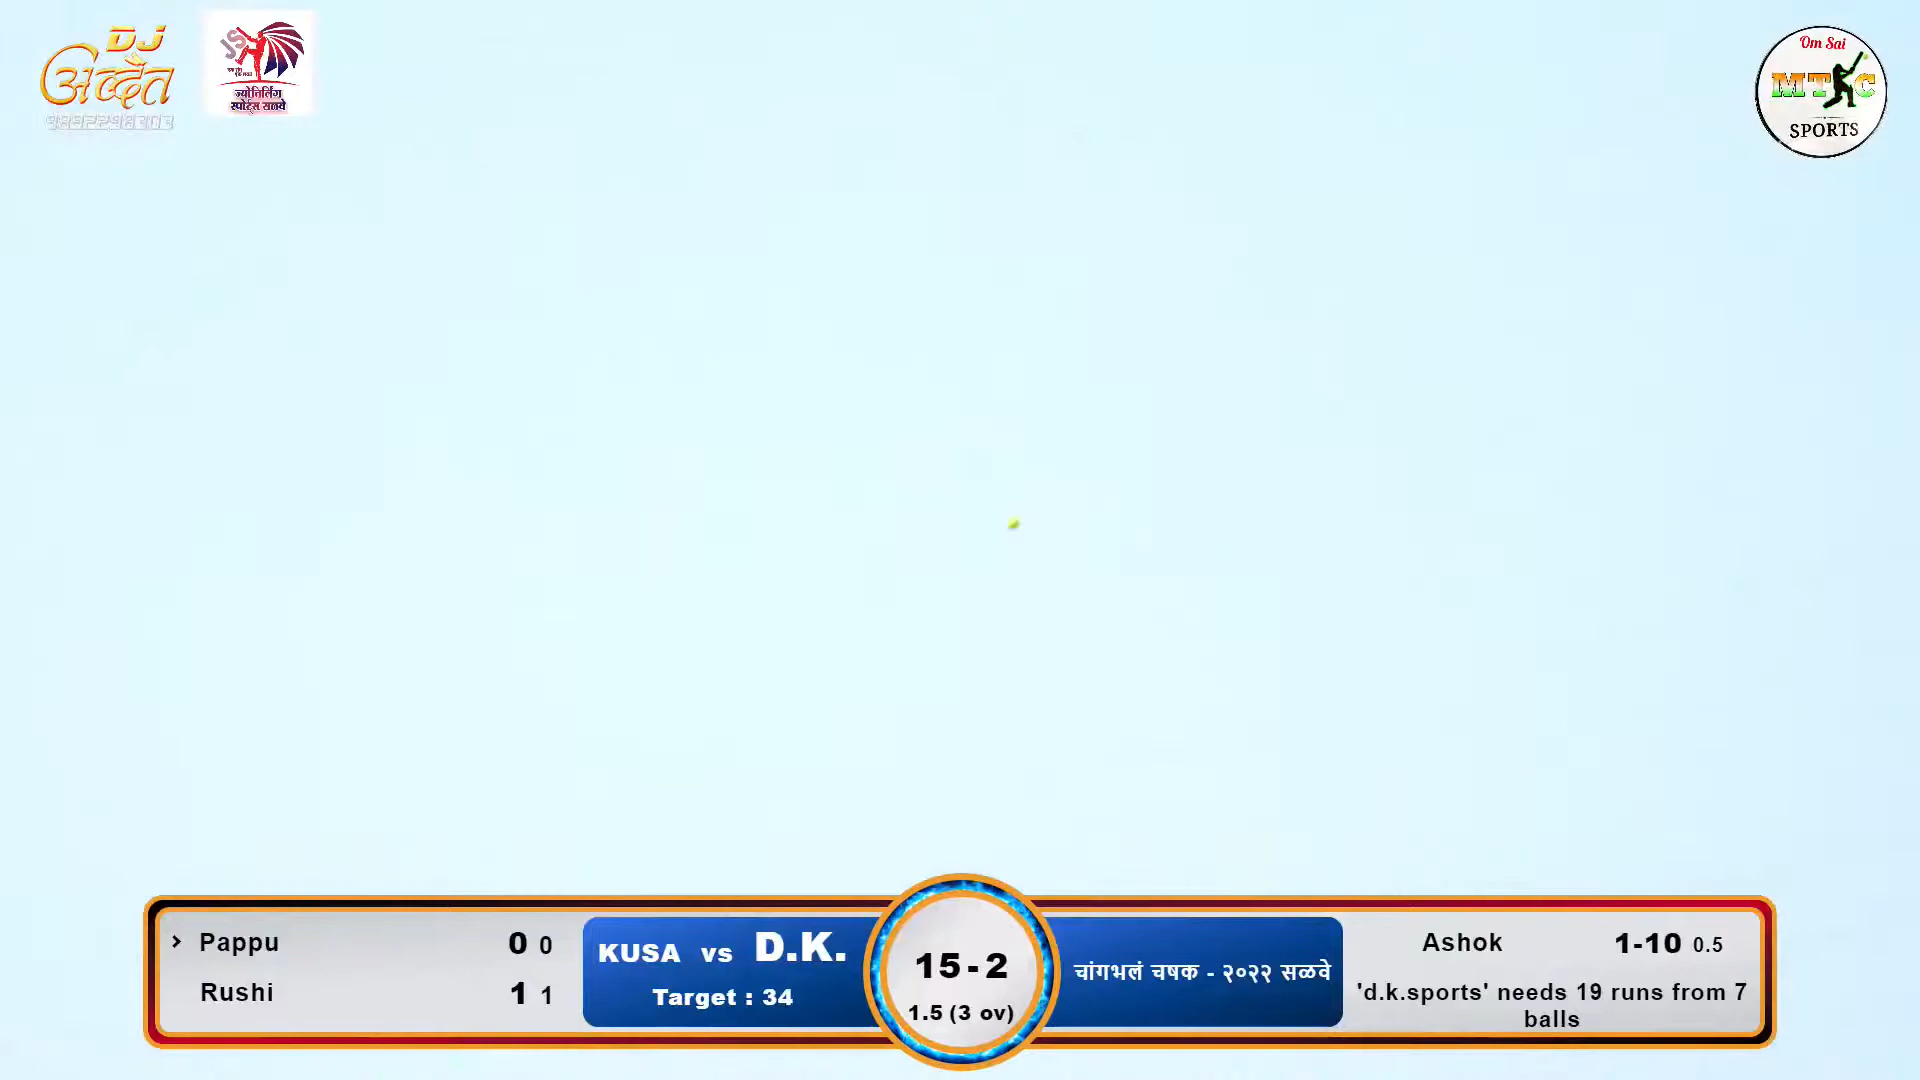 DJ
अद्वैत
JS
ज्योतिर्लिंग
स्पोर्ट्स सळवे
Om Sai
MTCC
SPORTS
› Pappu 0 0
Rushi 1 1
KUSA vs D.K.
Target : 34
15-2
1.5 (3 ov)
चांगभलं चषक - २०२२ सळवे
Ashok 1-10 0.5
'd.k.sports' needs 19 runs from 7
balls